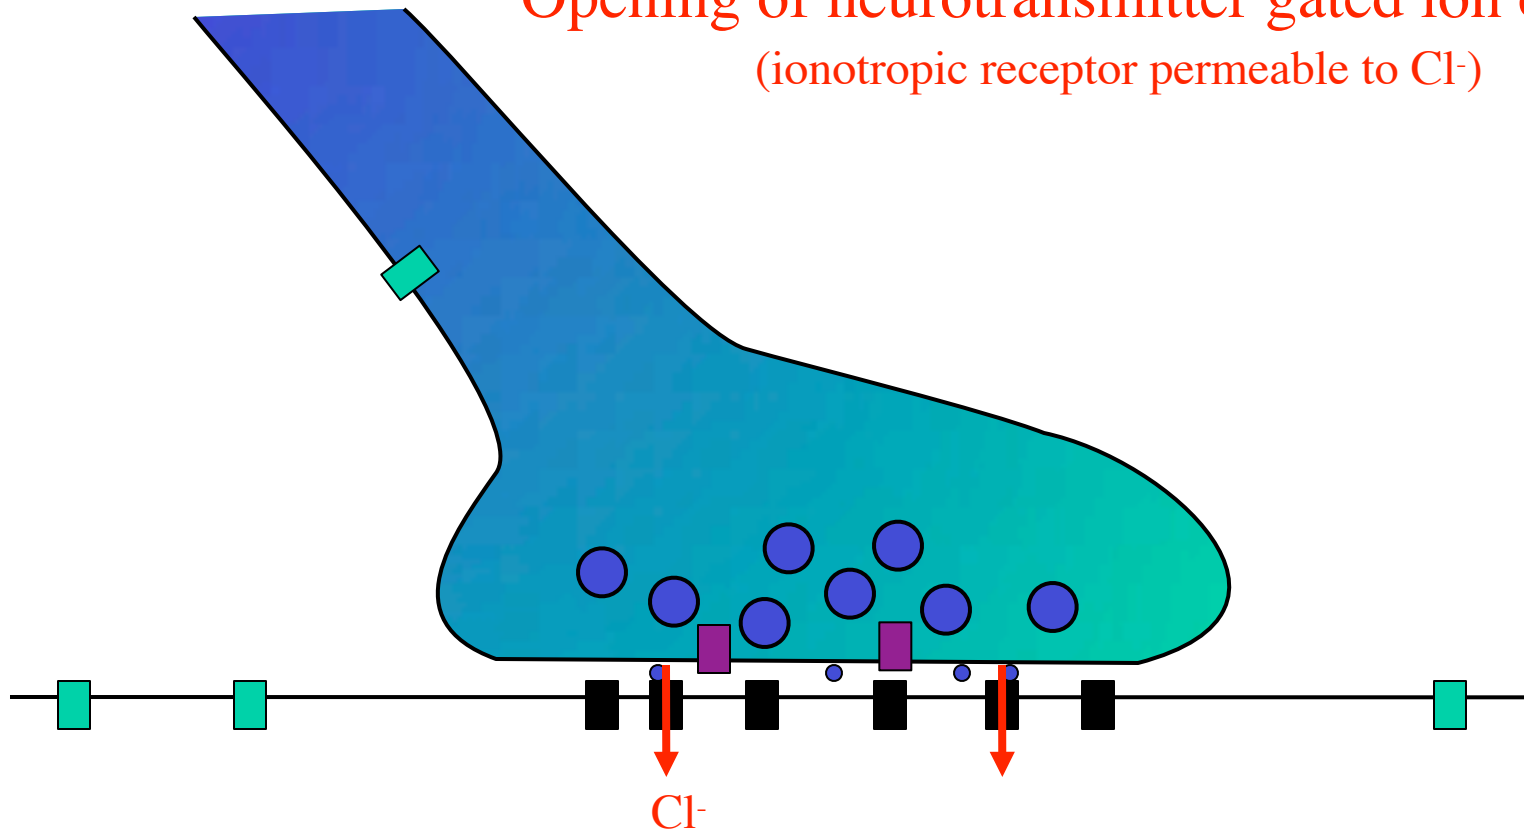 Opening of neurotransmitter gated ion
(ionotropic receptor permeable to Cl-)
Cl-